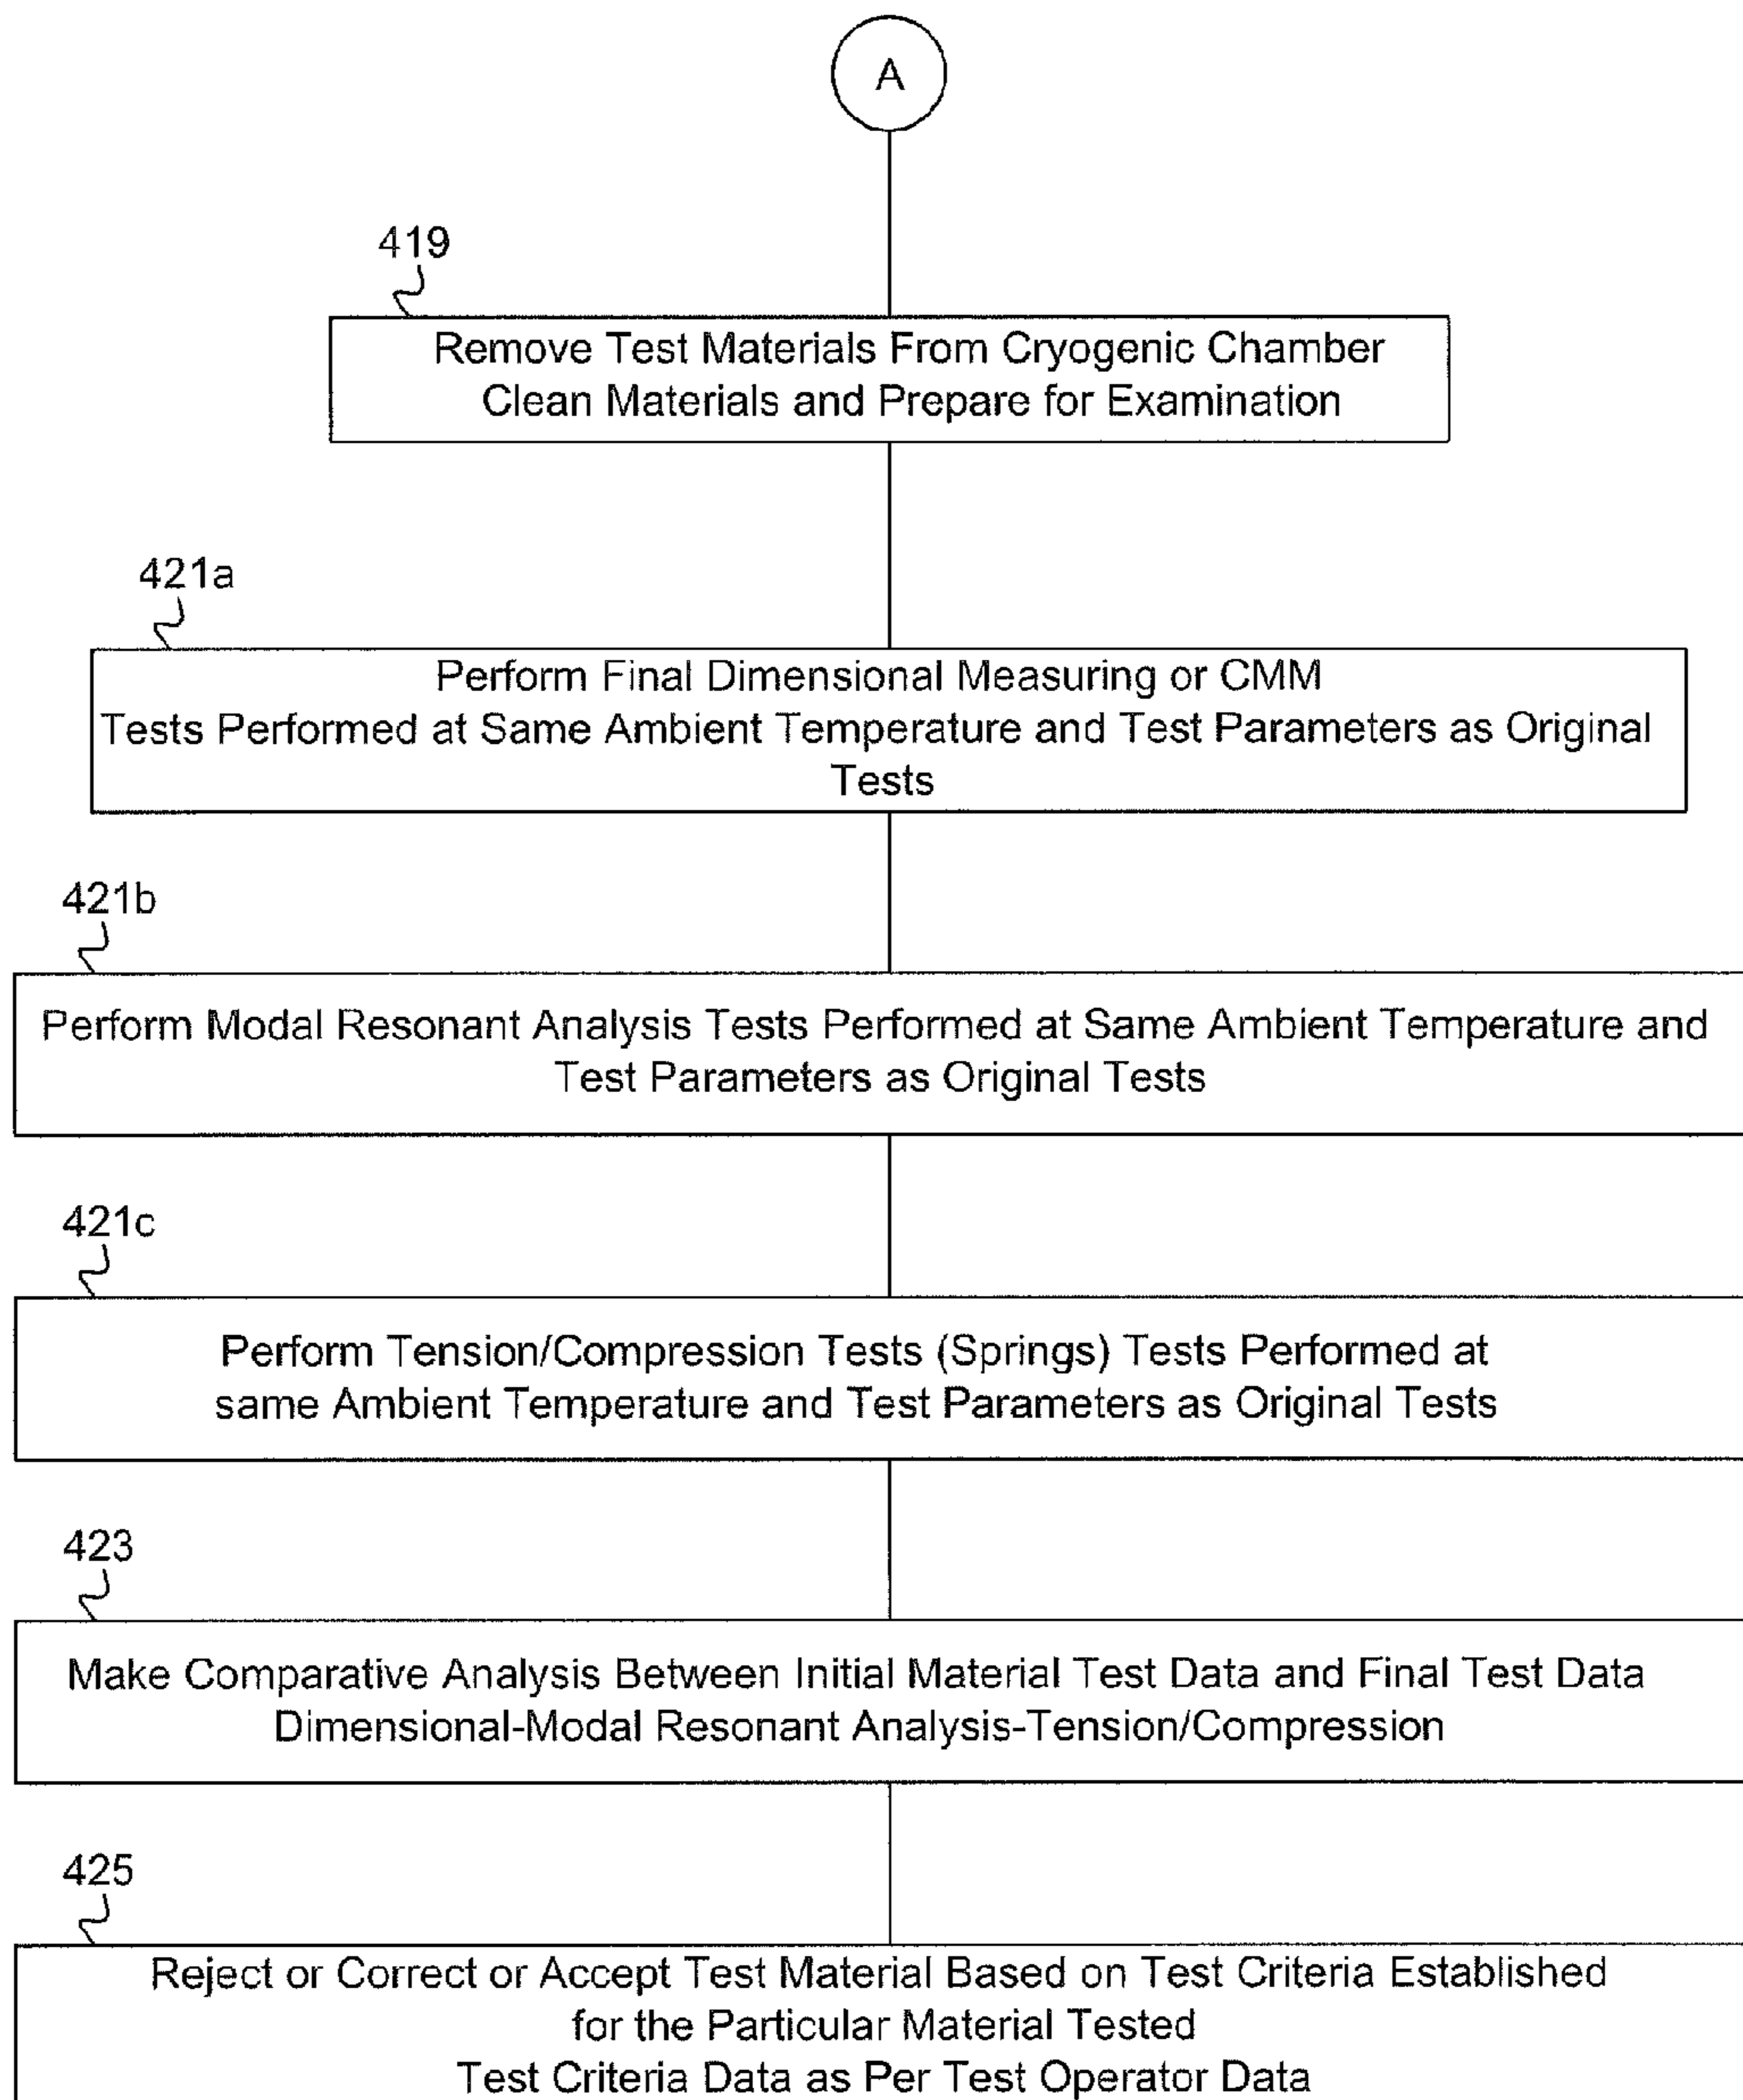 A
419
Remove Test Materials From Cryogenic Chamber
Clean Materials and Prepare for Examination
421a
Perform Final Dimensional Measuring or CMM
Tests Performed at Same Ambient Temperature and Test Parameters as Original
Tests
421b
Perform Modal Resonant Analysis Tests Performed at Same Ambient Temperature and
Test Parameters as Original Tests
421c
Perform Tension/Compression Tests (Springs) Tests Performed at
same Ambient Temperature and Test Parameters as Original Tests
423
Make Comparative Analysis Between Initial Material Test Data and Final Test Data
Dimensional-Modal Resonant Analysis-Tension/Compression
425
Reject or Correct or Accept Test Material Based on Test Criteria Established
for the Particular Material Tested
Test Criteria Data as Per Test Operator Data